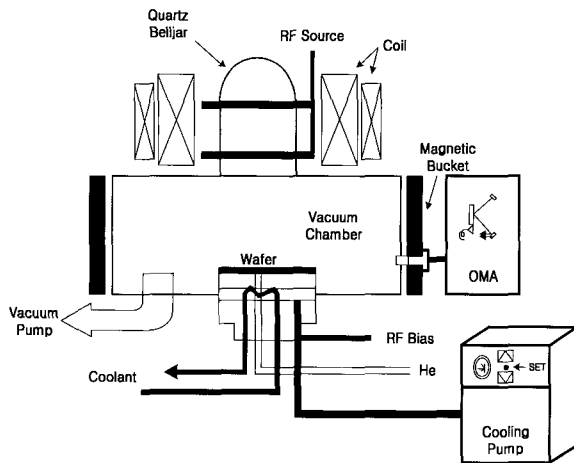 Quartz
Belljar
RF Source
Coil
Magnetic
Bucket
Vacuum
Chamber
Wafer
OMA
Vacuum
Pump
RF Bias
Coolant
He
SET
Cooling
Pump